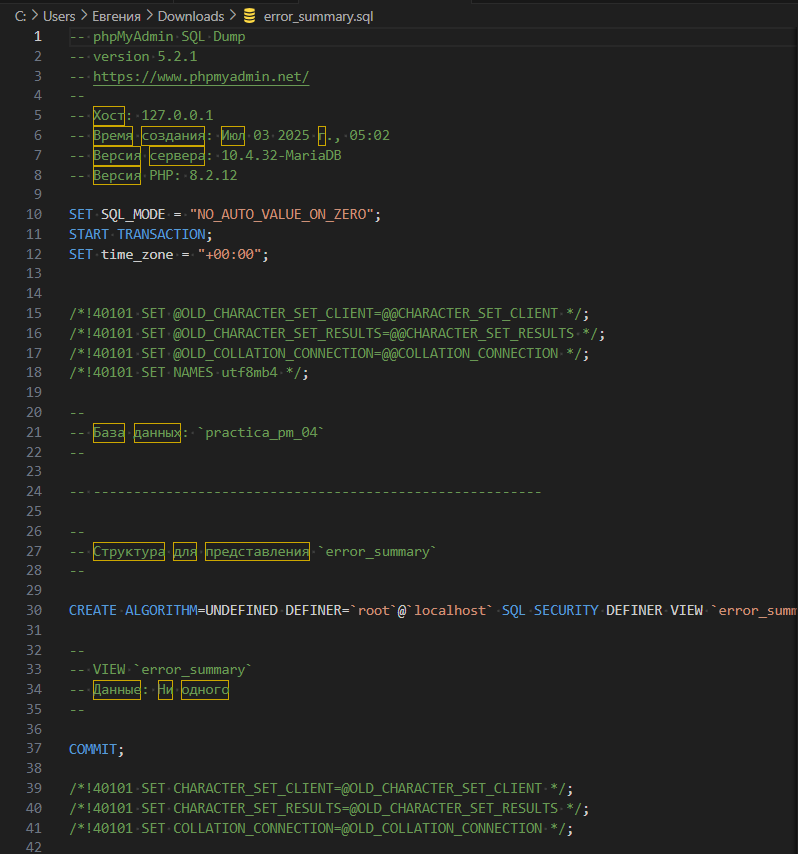 C: > Users > Евгения > Downloads > error_summary.sql
1 -- phpMyAdmin SQL Dump
2 -- version 5.2.1
3 -- https://www.phpmyadmin.net/
4 --
5 -- Хост: 127.0.0.1
6 -- Время создания: Июл 03 2025 г., 05:02
7 -- Версия сервера: 10.4.32-MariaDB
8 -- Версия PHP: 8.2.12
9
10 SET SQL_MODE = "NO_AUTO_VALUE_ON_ZERO";
11 START TRANSACTION;
12 SET time_zone = "+00:00";
13
14
15 /*!40101 SET @OLD_CHARACTER_SET_CLIENT=@@CHARACTER_SET_CLIENT */;
16 /*!40101 SET @OLD_CHARACTER_SET_RESULTS=@@CHARACTER_SET_RESULTS */;
17 /*!40101 SET @OLD_COLLATION_CONNECTION=@@COLLATION_CONNECTION */;
18 /*!40101 SET NAMES utf8mb4 */;
19
20 --
21 -- База данных: `practica_pm_04`
22 --
23
24 -- --------------------------------------------------------
25
26 --
27 -- Структура для представления `error_summary`
28 --
29
30 CREATE ALGORITHM=UNDEFINED DEFINER=`root`@`localhost` SQL SECURITY DEFINER VIEW `error_summ
31
32 --
33 -- VIEW `error_summary`
34 -- Данные: Ни одного
35 --
36
37 COMMIT;
38
39 /*!40101 SET CHARACTER_SET_CLIENT=@OLD_CHARACTER_SET_CLIENT */;
40 /*!40101 SET CHARACTER_SET_RESULTS=@OLD_CHARACTER_SET_RESULTS */;
41 /*!40101 SET COLLATION_CONNECTION=@OLD_COLLATION_CONNECTION */;
42